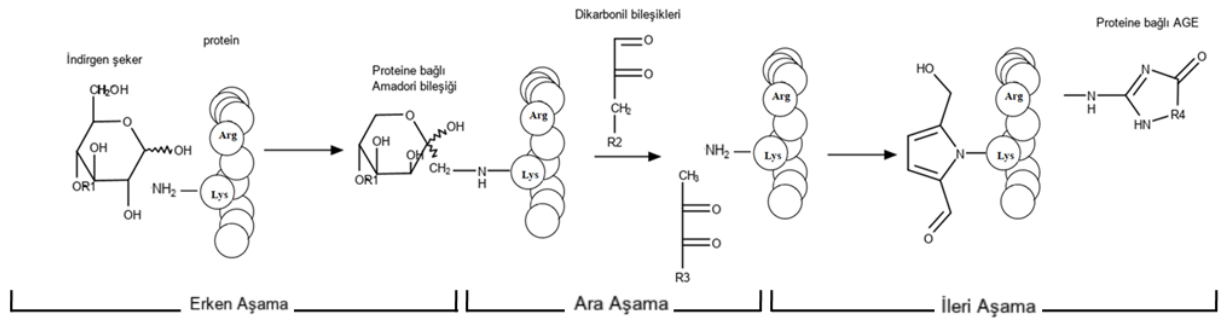 İndirgen şeker
protein
CH₂OH
O
OH
OH
OR1
OH
NH₂
Arg
Lys
Proteine bağlı
Amadori bileşiği
O
OH
OH
OH
OR1
CH₂
N
H
Arg
Lys
Dikarbonil bileşikleri
O
O
CH₂
R2
CH₃
O
O
R3
NH₂
Arg
Lys
HO
N
O
Arg
Lys
Proteine bağlı AGE
O
N
N
H
HN
R4
Erken Aşama
Ara Aşama
İleri Aşama